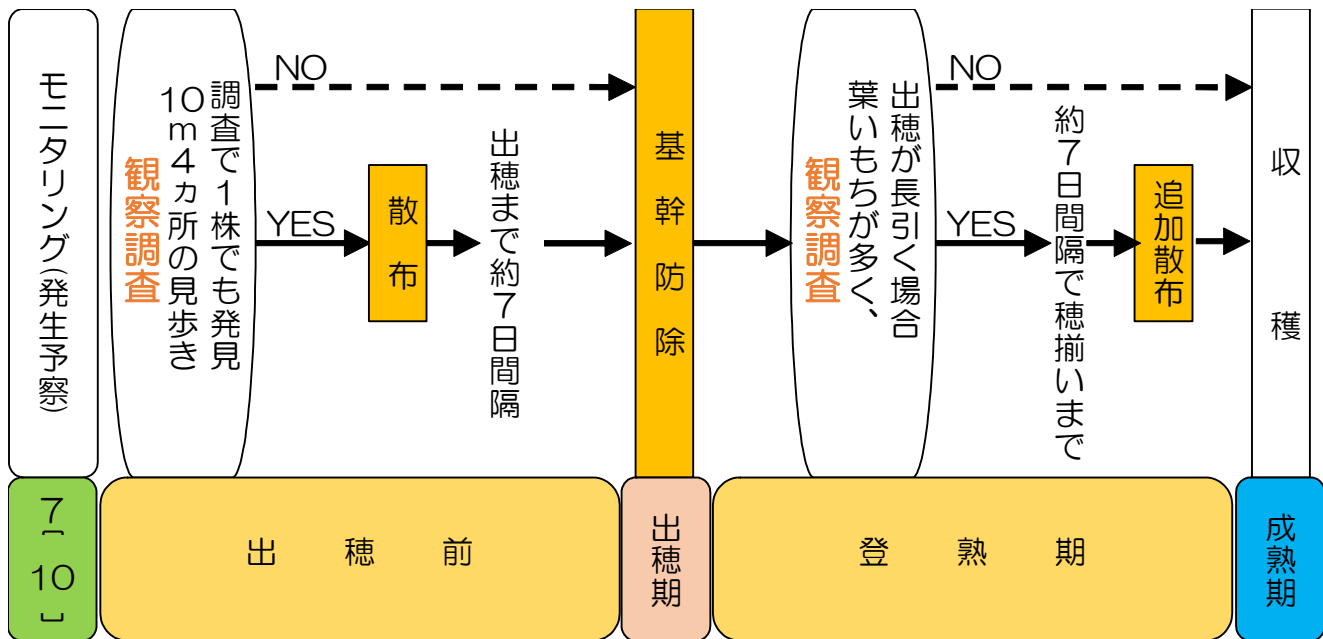 モニタリング(発生予察)
観察調査
10m4ヵ所の見歩き
調査で1株でも発見
NO
YES
散布
出穂まで約7日間隔
基幹防除
観察調査
葉いもちが多く、
出穂が長引く場合
NO
YES
約7日間隔で穂揃いまで
追加散布
収穫
7[10]
出穂前
出穂期
登熟期
成熟期